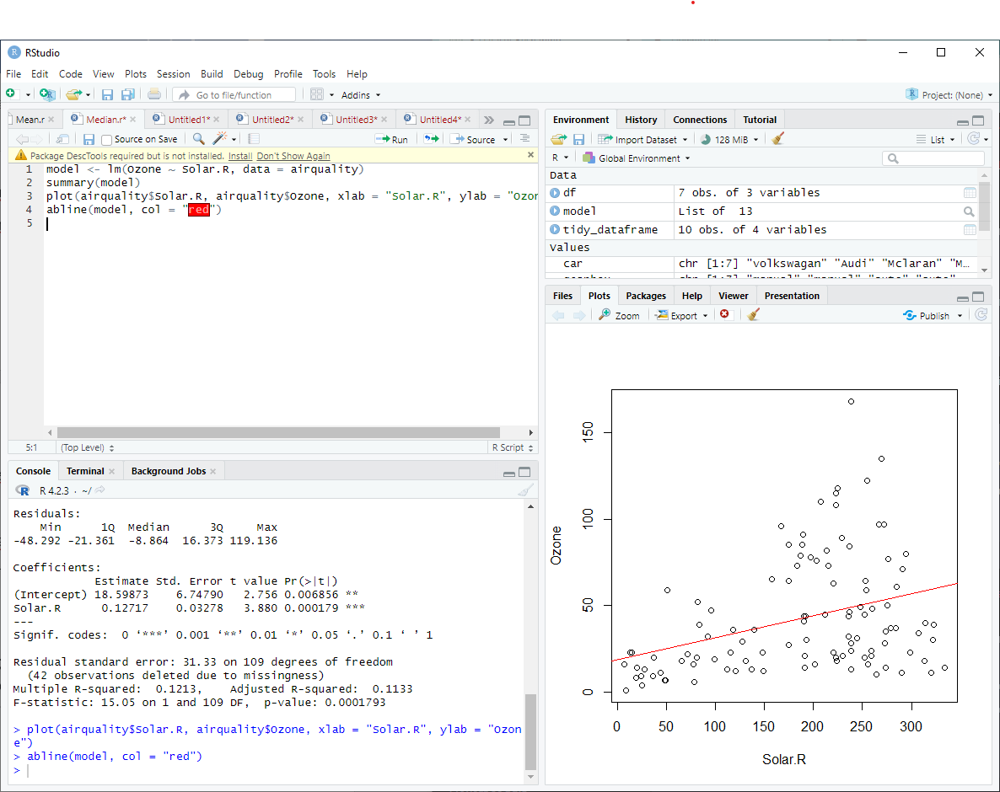 RStudio
File Edit Code View Plots Session Build Debug Profile Tools Help
Go to file/function Addins Project: (None)
Mean.r Median.r* Untitled1* Untitled2* Untitled3* Untitled4*
Source on Save Run Source
Package DescTools required but is not installed. Install Don't Show Again
1 model <- lm(Ozone ~ Solar.R, data = airquality)
2 summary(model)
3 plot(airquality$Solar.R, airquality$Ozone, xlab = "Solar.R", ylab = "Ozon
4 abline(model, col = "red")
5
5:1 (Top Level) R Script
Console Terminal Background Jobs
R 4.2.3 · ~/
Residuals:
    Min      1Q  Median      3Q     Max
-48.292 -21.361  -8.864  16.373 119.136
Coefficients:
            Estimate Std. Error t value Pr(>|t|)
(Intercept) 18.59873    6.74790   2.756 0.006856 **
Solar.R      0.12717    0.03278   3.880 0.000179 ***
---
Signif. codes:  0 ‘***’ 0.001 ‘**’ 0.01 ‘*’ 0.05 ‘.’ 0.1 ‘ ’ 1
Residual standard error: 31.33 on 109 degrees of freedom
  (42 observations deleted due to missingness)
Multiple R-squared:  0.1213,    Adjusted R-squared:  0.1133
F-statistic: 15.05 on 1 and 109 DF,  p-value: 0.0001793
> plot(airquality$Solar.R, airquality$Ozone, xlab = "Solar.R", ylab = "Ozon
e")
> abline(model, col = "red")
>
Environment History Connections Tutorial
Import Dataset 128 MiB List
R Global Environment
Data
df 7 obs. of 3 variables
model List of  13
tidy_dataframe 10 obs. of 4 variables
Values
car chr [1:7] "volkswagan" "Audi" "Mclaran" "M…
Files Plots Packages Help Viewer Presentation
Zoom Export Publish
150
100
50
0
Ozone
0 50 100 150 200 250 300
Solar.R